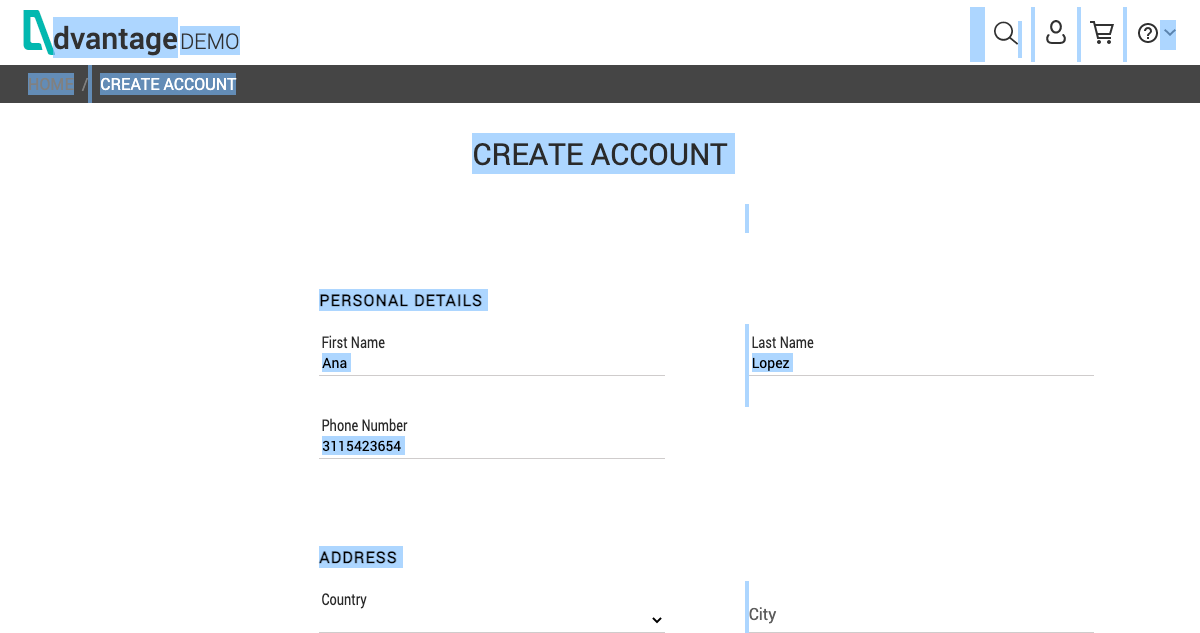 dvantage DEMO
HOME / CREATE ACCOUNT
CREATE ACCOUNT
PERSONAL DETAILS
First Name
Ana
Last Name
Lopez
Phone Number
3115423654
ADDRESS
Country
City